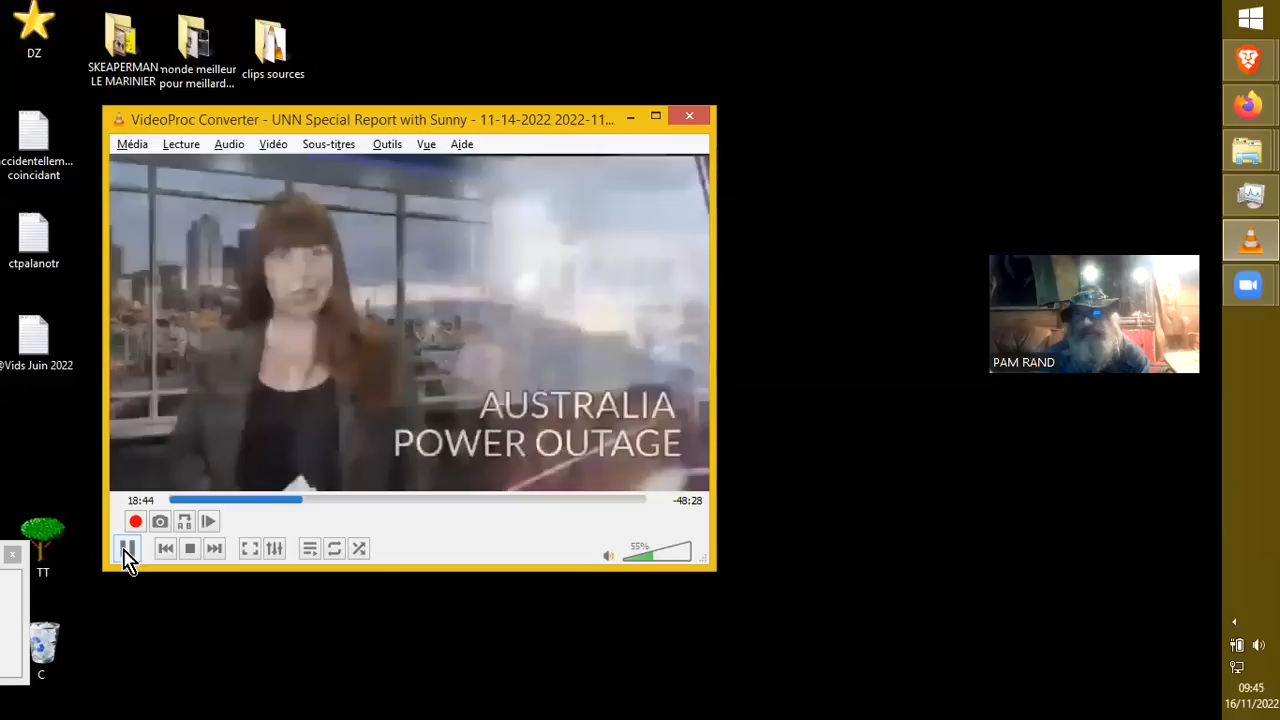 DZ
SKEAPERMAN
LE MARINIER
monde meilleur
pour meillard...
clips sources
ccidentellem...
coincidant
ctpalanotr
@Vids Juin 2022
VideoProc Converter - UNN Special Report with Sunny - 11-14-2022 2022-11...
Média Lecture Audio Vidéo Sous-titres Outils Vue Aide
AUSTRALIA
POWER OUTAGE
18:44
-48:28
55%
PAM RAND
TT
C
09:45
16/11/2022